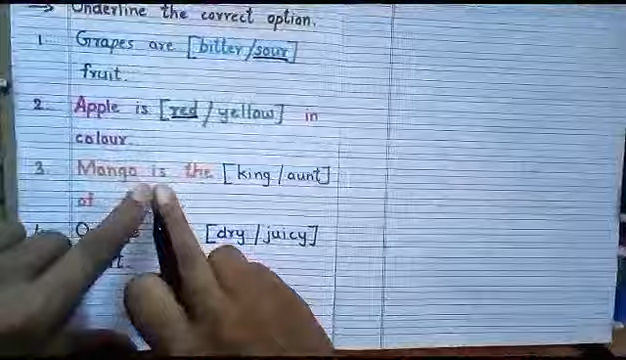 → Underline the correct option.
1. Grapes are [bitter/sour]
fruit.
2. Apple is [red/yellow] in
colour.
3. Mango is the [king/aunt]
of
[dry/juicy]